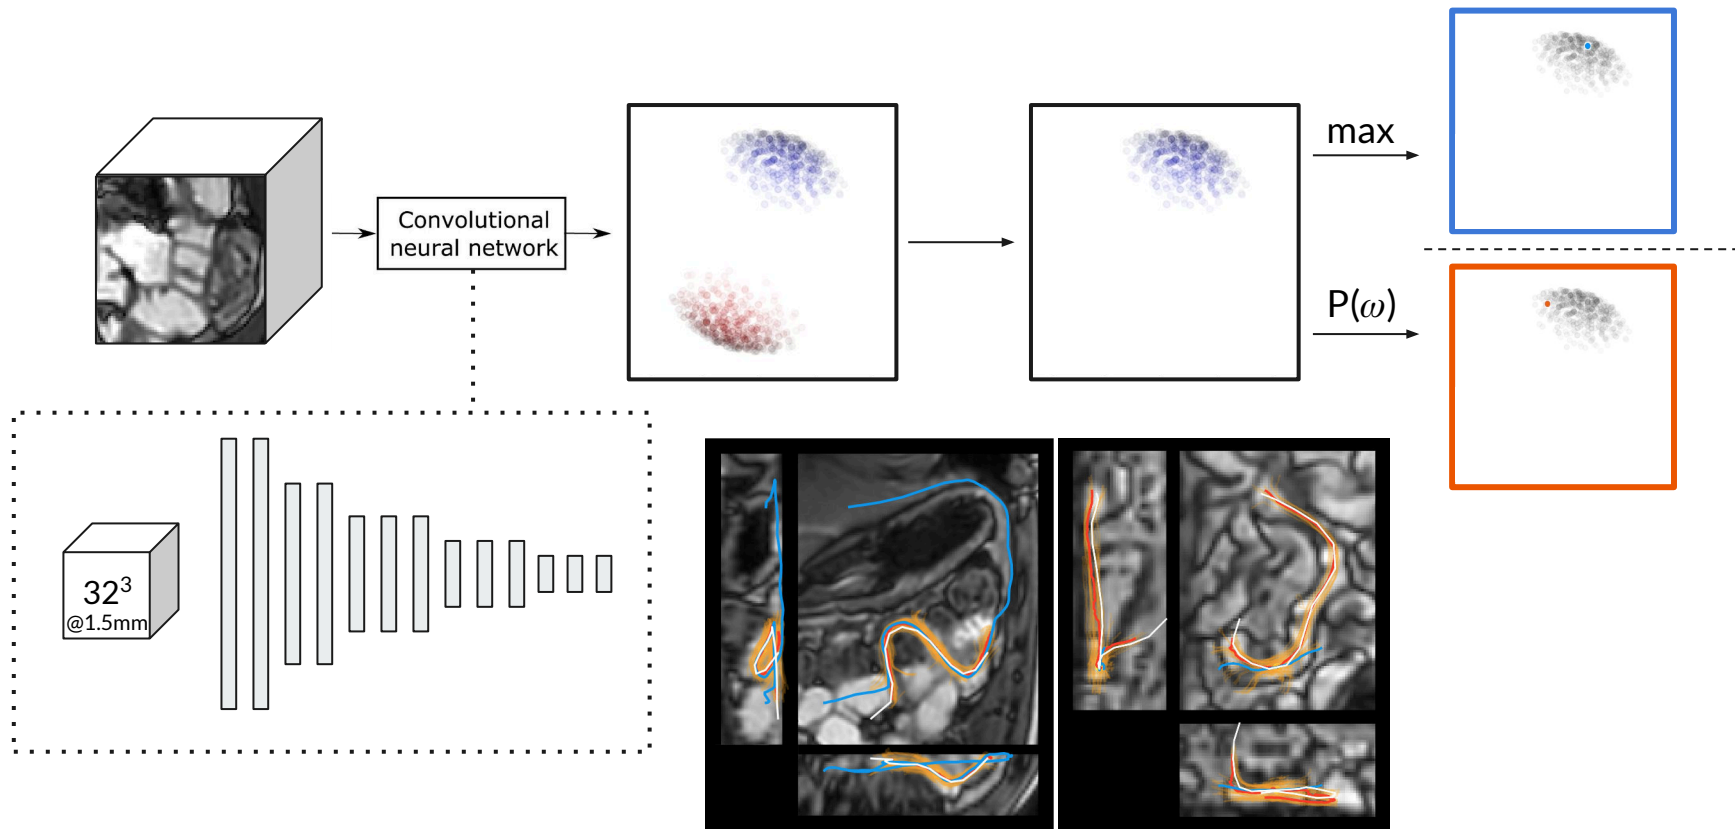 Convolutional
neural network
max
P(ω)
32³
@1.5mm